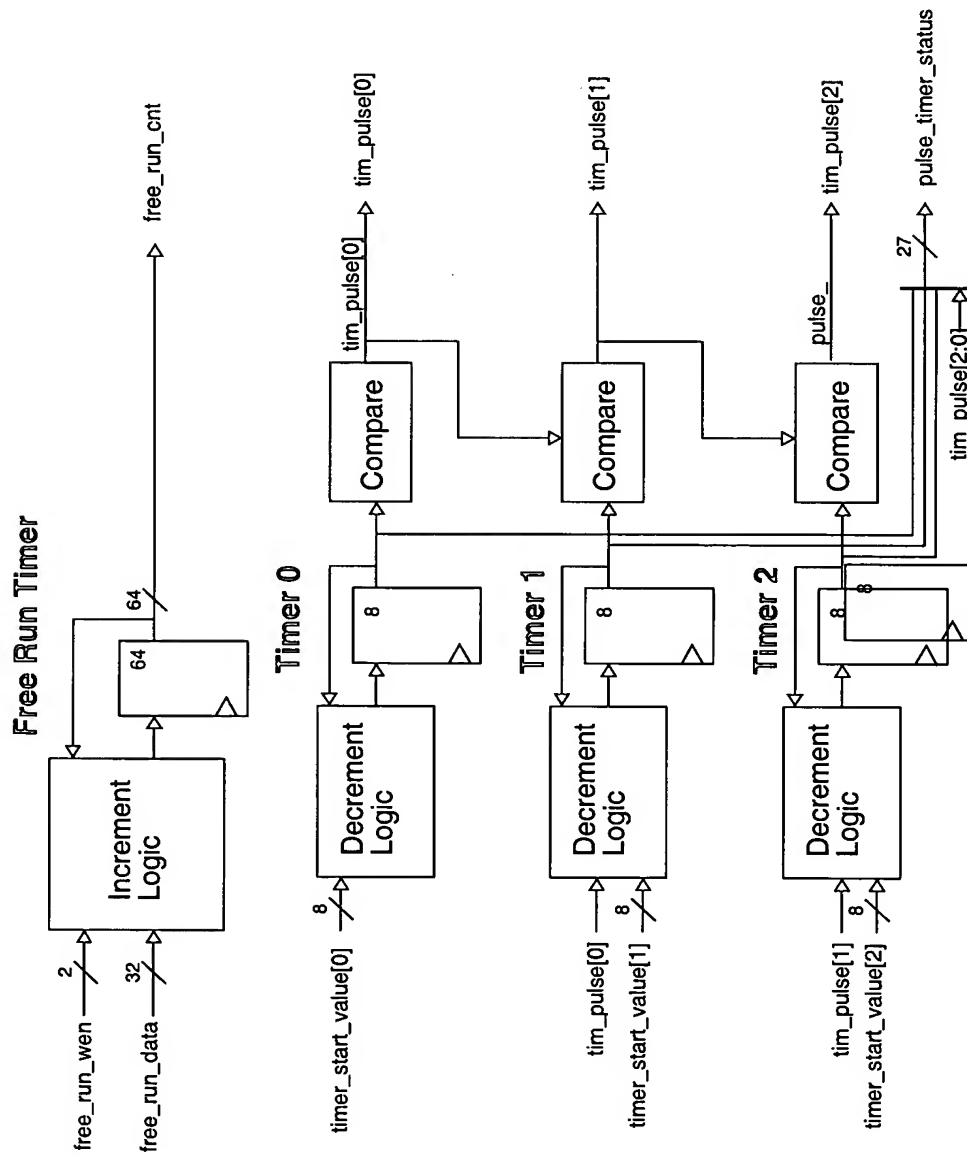 Free Run Timer
free_run_wen
2
free_run_data
32
Increment
Logic
64
64
free_run_cnt
Timer 0
timer_start_value[0]
8
Decrement
Logic
8
Compare
tim_pulse[0]
tim_pulse[0]
Timer 1
tim_pulse[0]
timer_start_value[1]
8
Decrement
Logic
8
Compare
tim_pulse[1]
Timer 2
tim_pulse[1]
timer_start_value[2]
8
Decrement
Logic
8
8
Compare
pulse_
tim_pulse[2]
27
pulse_timer_status
tim_pulse[2:0]